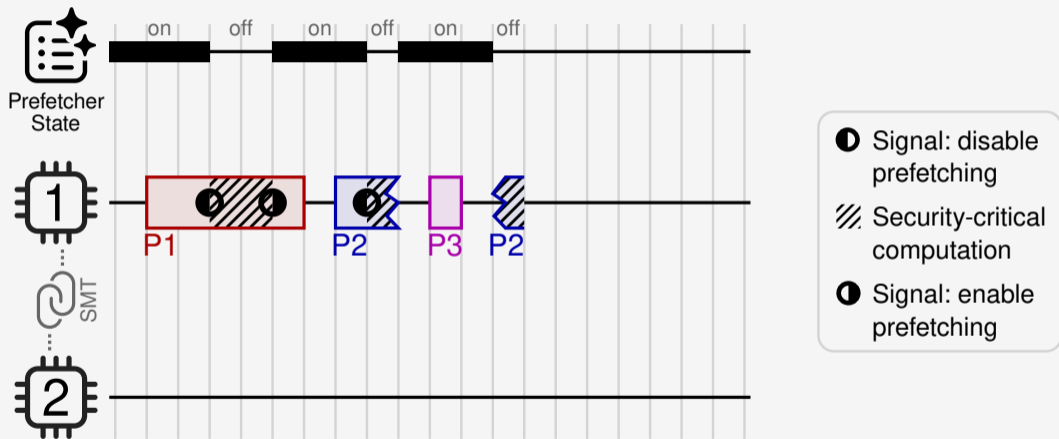 on off on off on off
Prefetcher
State
1
P1 P2 P3 P2
SMT
2
Signal: disable
prefetching
Security-critical
computation
Signal: enable
prefetching